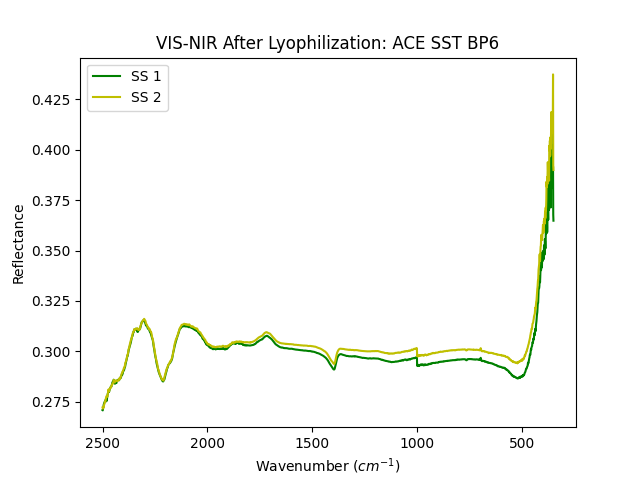 VIS-NIR After Lyophilization: ACE SST BP6
SS 1
SS 2
0.425
0.400
0.375
0.350
0.325
0.300
0.275
Reflectance
2500 2000 1500 1000 500
Wavenumber (cm⁻¹)